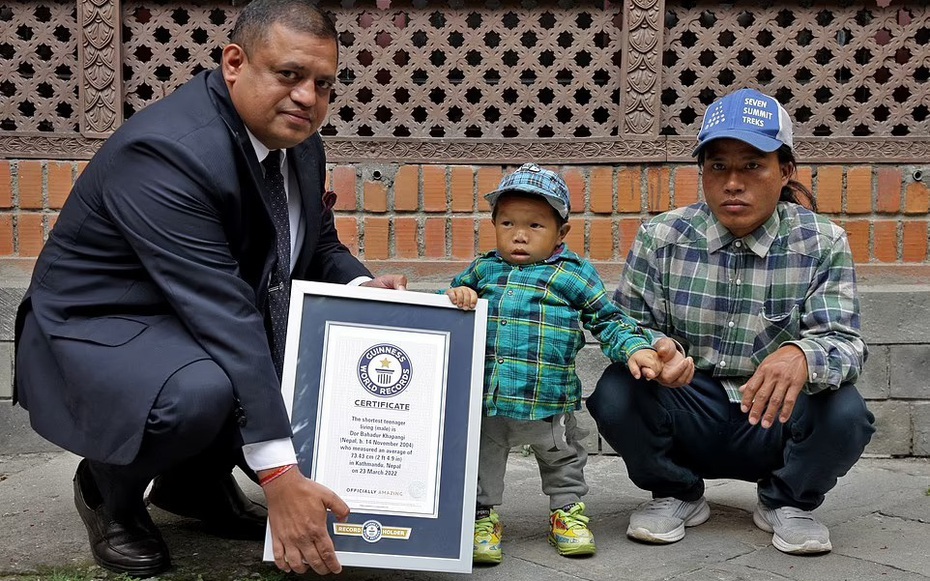 SEVEN
SUMMIT
TREKS
GUINNESS
WORLD RECORDS
CERTIFICATE
The shortest teenager
living (male) is
Dor Bahadur Khapangi
(Nepal, b. 14 November 2004)
who measured an average of
73.43 cm (2 ft 4.9 in)
in Kathmandu, Nepal
on 23 March 2022
OFFICIALLY AMAZING
RECORD HOLDER